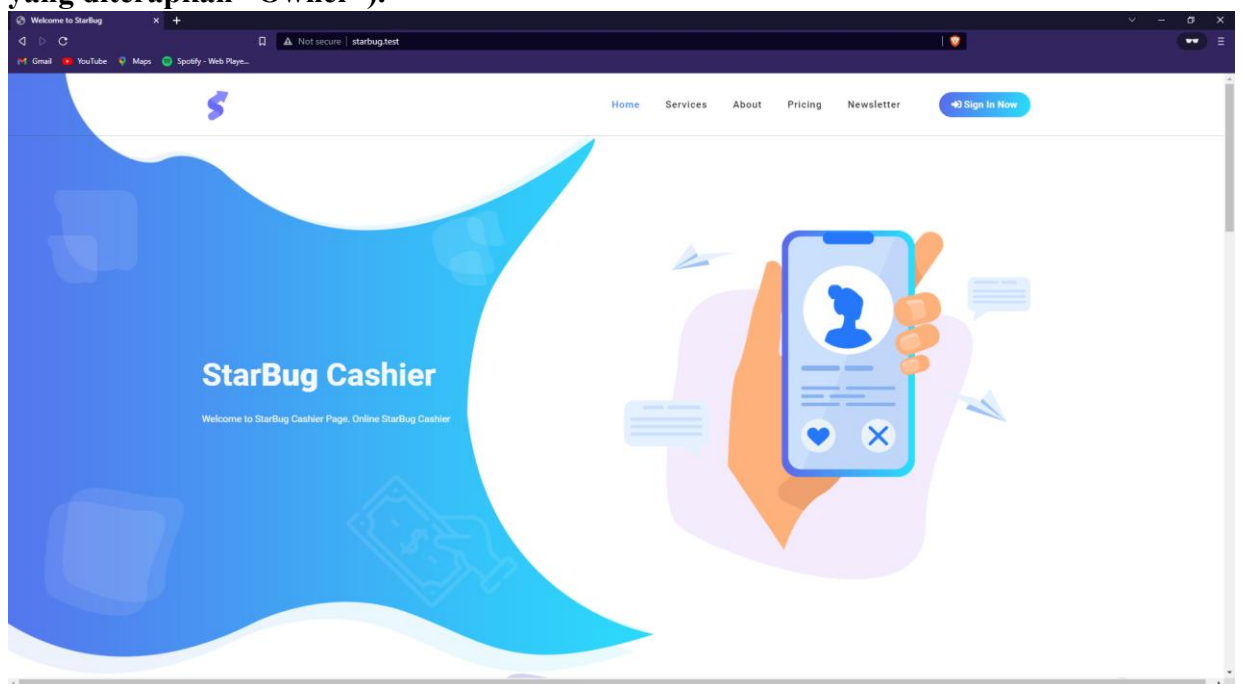 yang diterapkan "Owner").
Welcome to StarBug
Not secure | starbug.test
Gmail YouTube Maps Spotify - Web Playe...
Home Services About Pricing Newsletter Sign In Now
StarBug Cashier
Welcome to StarBug Cashier Page. Online StarBug Cashier